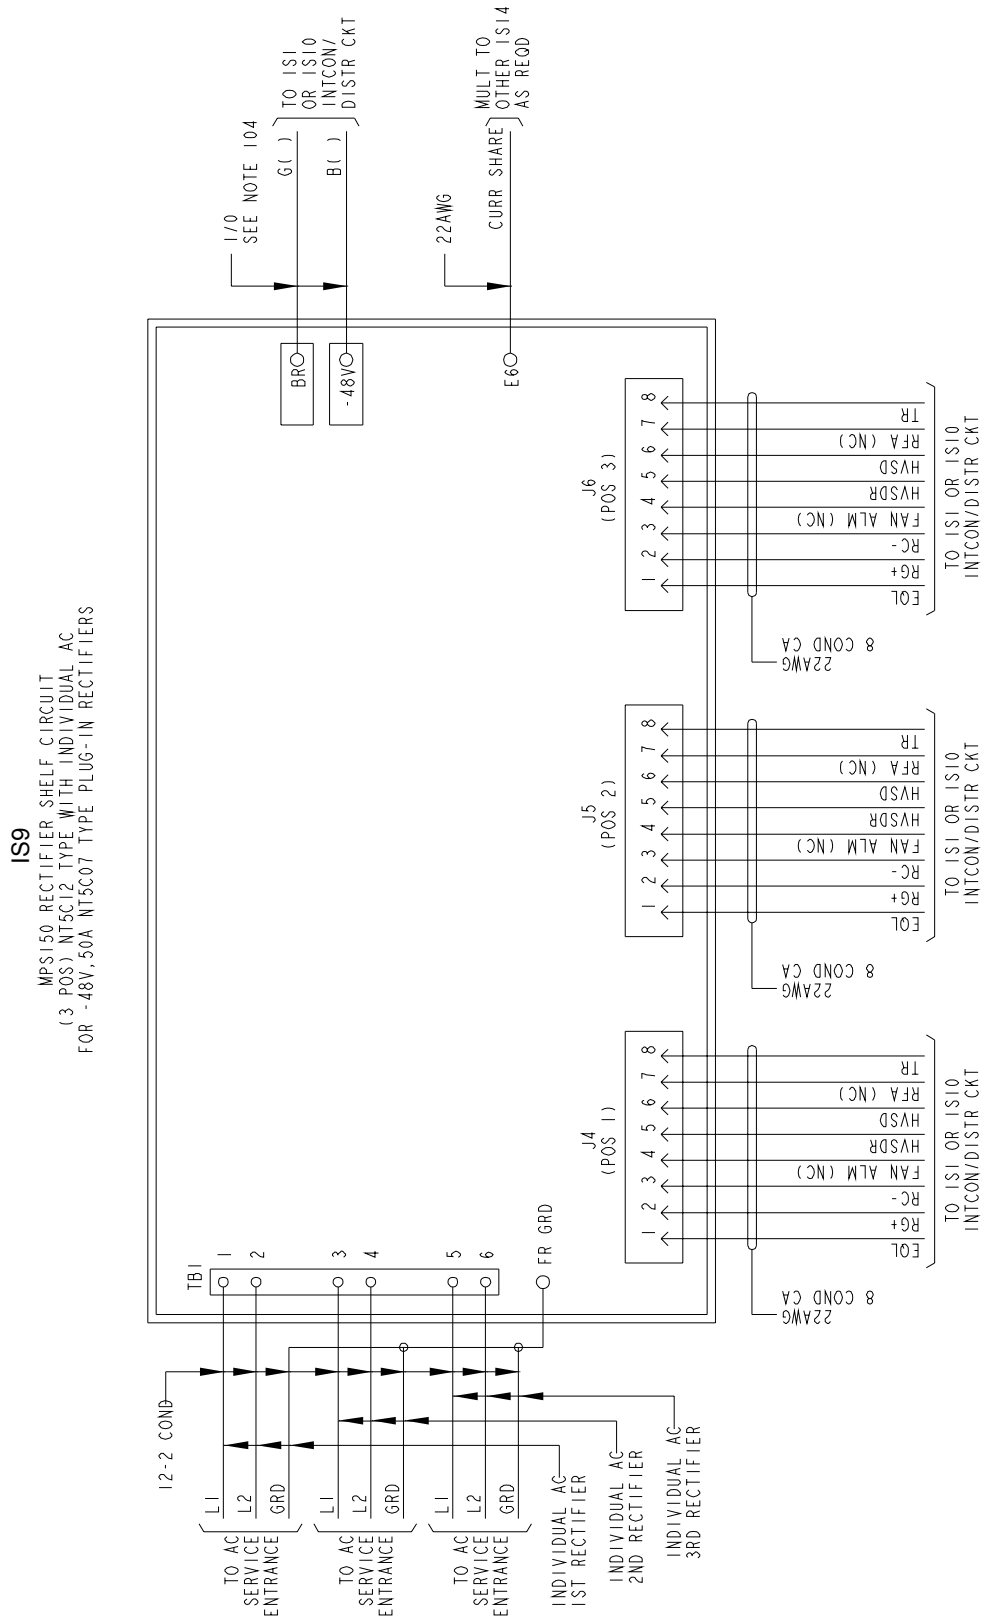 IS9
MPS150 RECTIFIER SHELF CIRCUIT
(3 POS) NT5C12 TYPE WITH INDIVIDUAL AC
FOR -48V,50A NT5C07 TYPE PLUG-IN RECTIFIERS
12-2 COND
TO AC
SERVICE
ENTRANCE
L1
L2
GRD
TO AC
SERVICE
ENTRANCE
L1
L2
GRD
TO AC
SERVICE
ENTRANCE
L1
L2
GRD
INDIVIDUAL AC
1ST RECTIFIER
INDIVIDUAL AC
2ND RECTIFIER
INDIVIDUAL AC
3RD RECTIFIER
TB1
1
2
3
4
5
6
FR GRD
J4
(POS 1)
1 2 3 4 5 6 7 8
EQL
RG+
RC-
FAN ALM (NC)
HVSDR
HVSD
RFA (NC)
TR
22AWG
8 COND CA
TO IS1 OR IS10
INTCON/DISTR CKT
J5
(POS 2)
1 2 3 4 5 6 7 8
EQL
RG+
RC-
FAN ALM (NC)
HVSDR
HVSD
RFA (NC)
TR
22AWG
8 COND CA
TO IS1 OR IS10
INTCON/DISTR CKT
J6
(POS 3)
1 2 3 4 5 6 7 8
EQL
RG+
RC-
FAN ALM (NC)
HVSDR
HVSD
RFA (NC)
TR
22AWG
8 COND CA
TO IS1 OR IS10
INTCON/DISTR CKT
BR
-48V
E6
1/0
SEE NOTE 104
G( )
B( )
TO IS1
OR IS10
INTCON/
DISTR CKT
22AWG
CURR SHARE
MULT TO
OTHER IS14
AS REQD